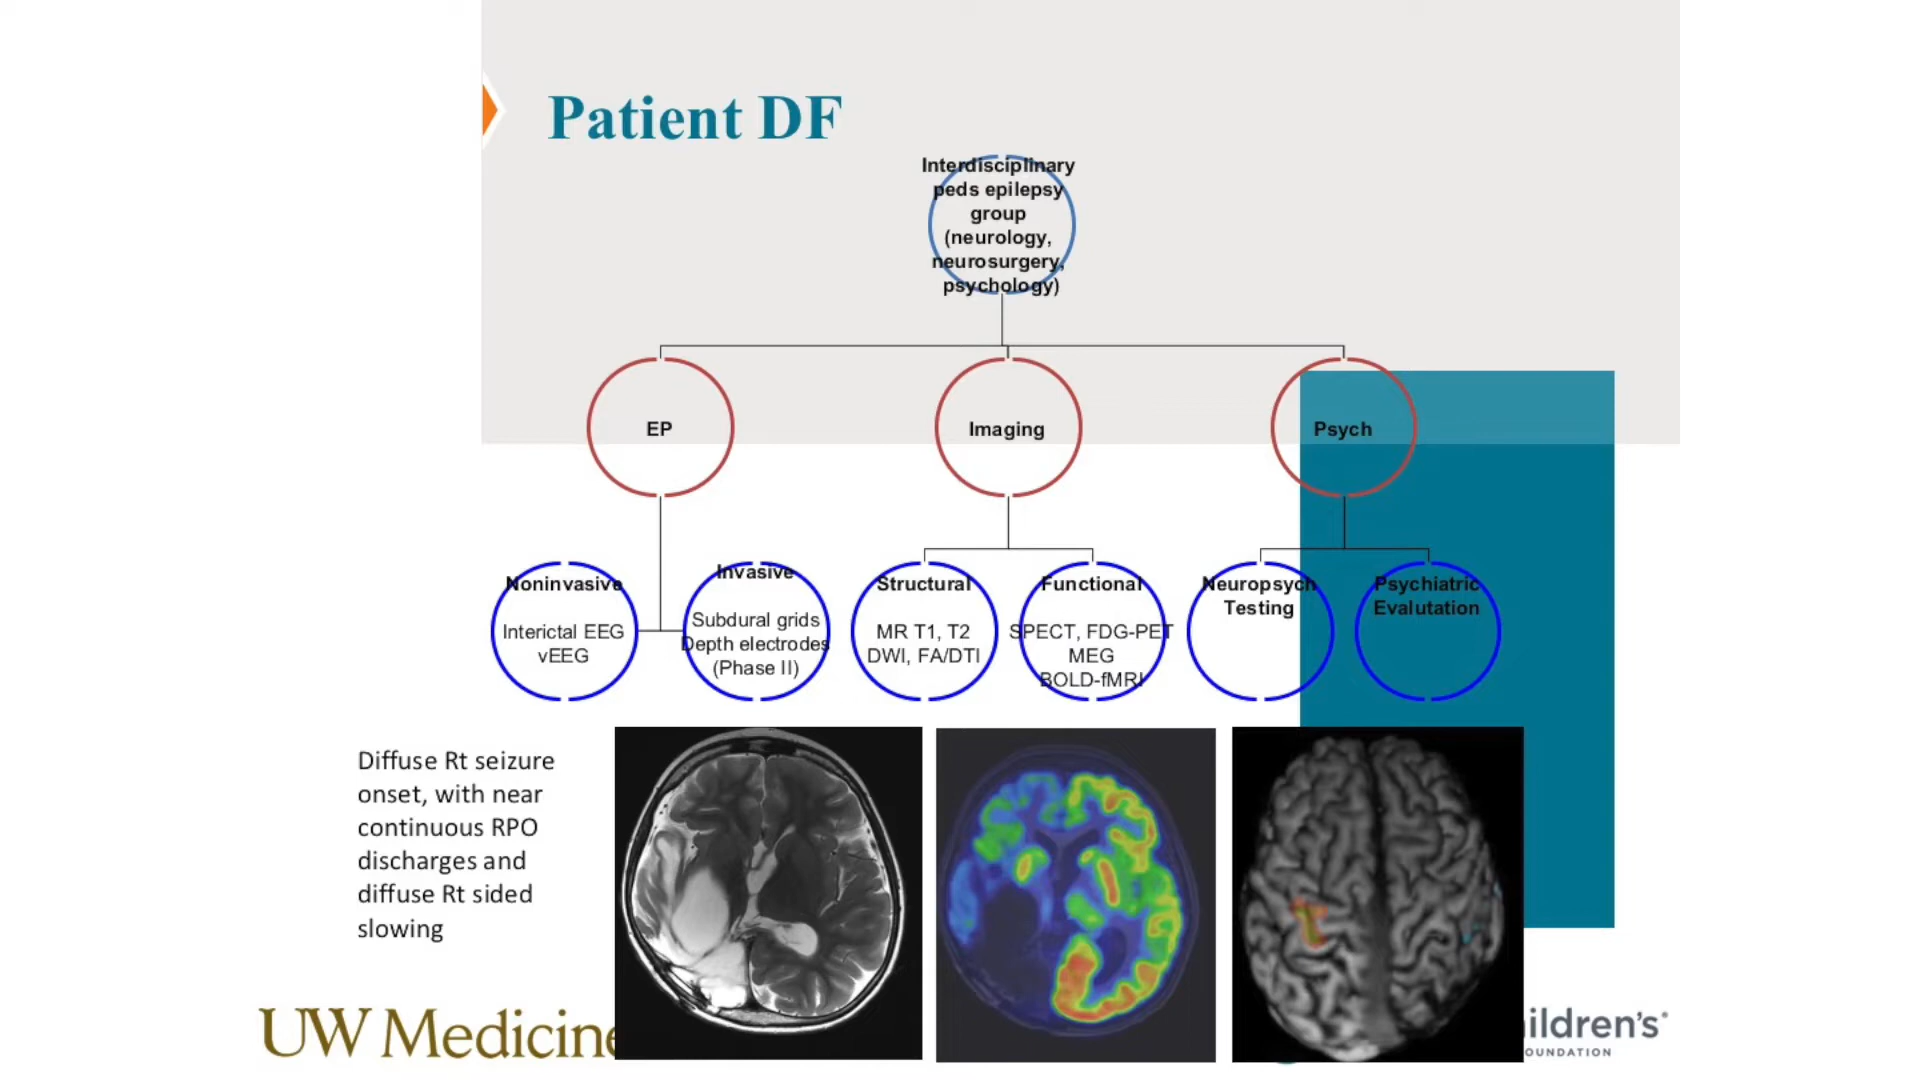 Patient DF
Interdisciplinary
peds epilepsy
group
(neurology,
neurosurgery,
psychology)
EP
Imaging
Psych
Noninvasive
Interictal EEG
vEEG
Invasive
Subdural grids
Depth electrodes
(Phase II)
Structural
MR T1, T2
DWI, FA/DTI
Functional
SPECT, FDG-PET
MEG
BOLD-fMRI
Neuropsych
Testing
Psychiatric
Evalutation
Diffuse Rt seizure
onset, with near
continuous RPO
discharges and
diffuse Rt sided
slowing
UW Medicine
ildren's®
OUNDATION